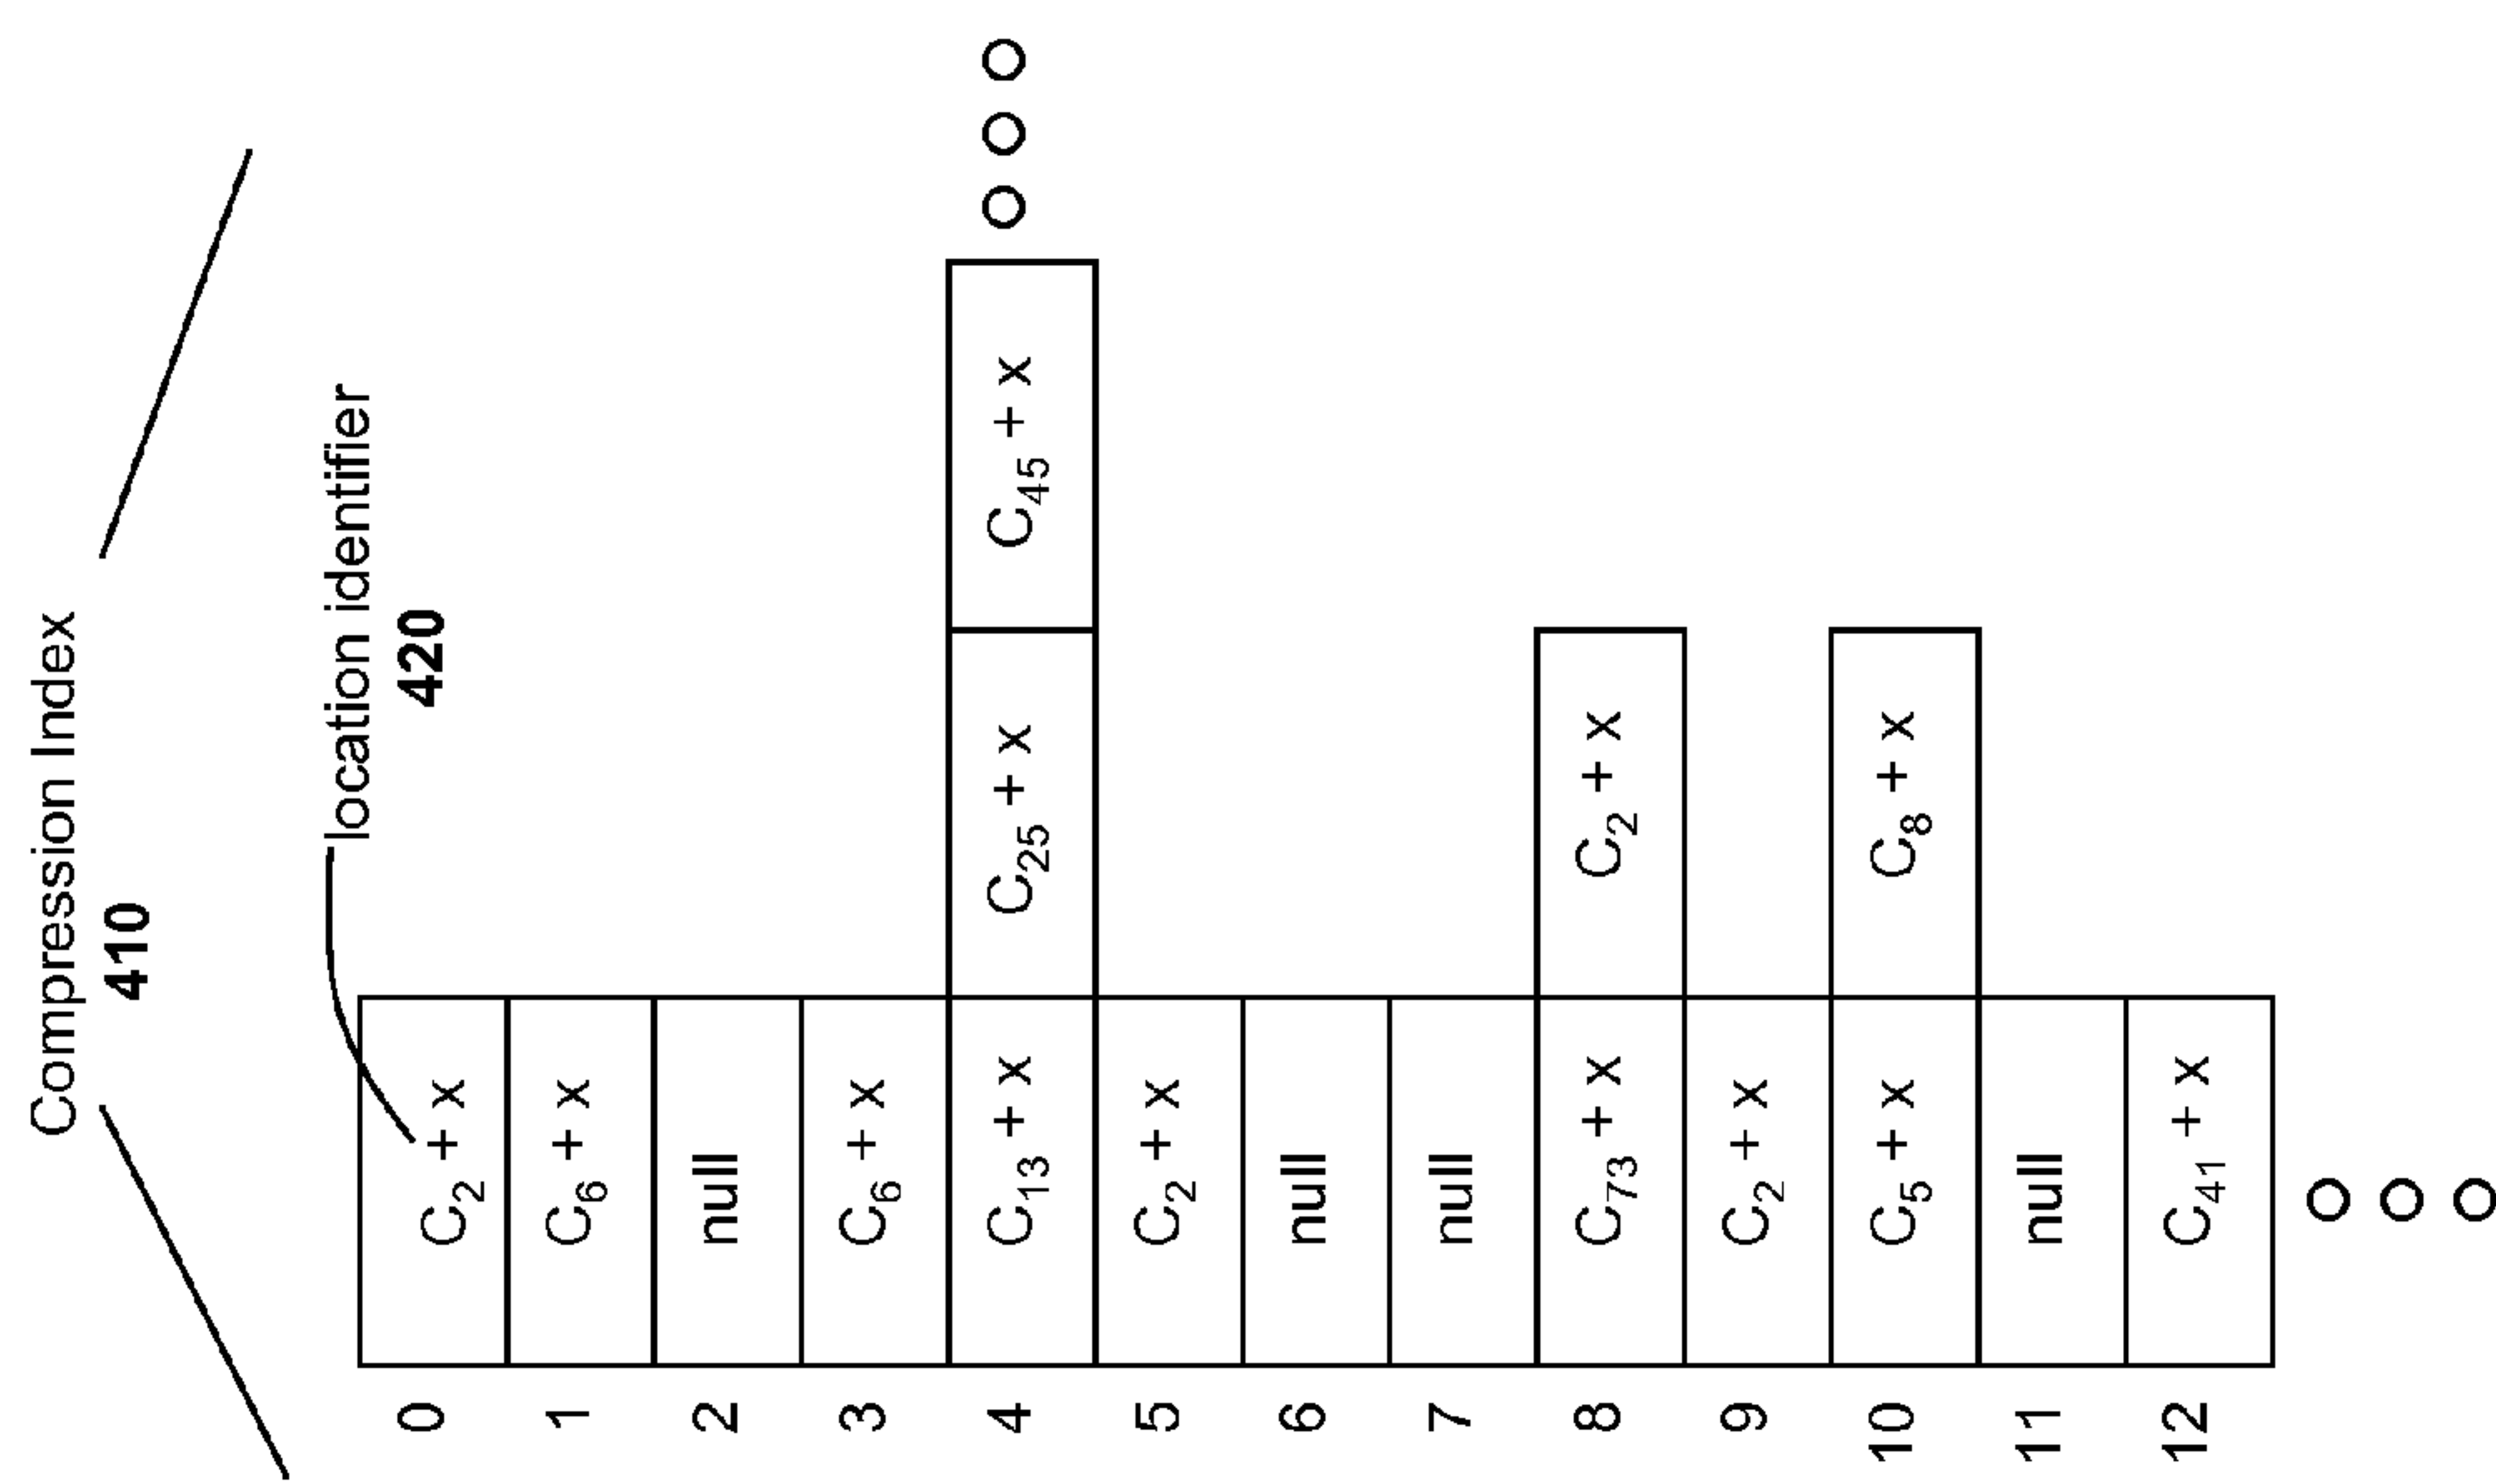 Compression Index
410
location identifier
420
0 C₂ + x
1 C₆ + x
2 null
3 C₆ + x
4 C₁₃ + x C₂₅ + x C₄₅ + x
5 C₂ + x
6 null
7 null
8 C₇₃ + x C₂ + x
9 C₂ + x
10 C₅ + x C₈ + x
11 null
12 C₄₁ + x